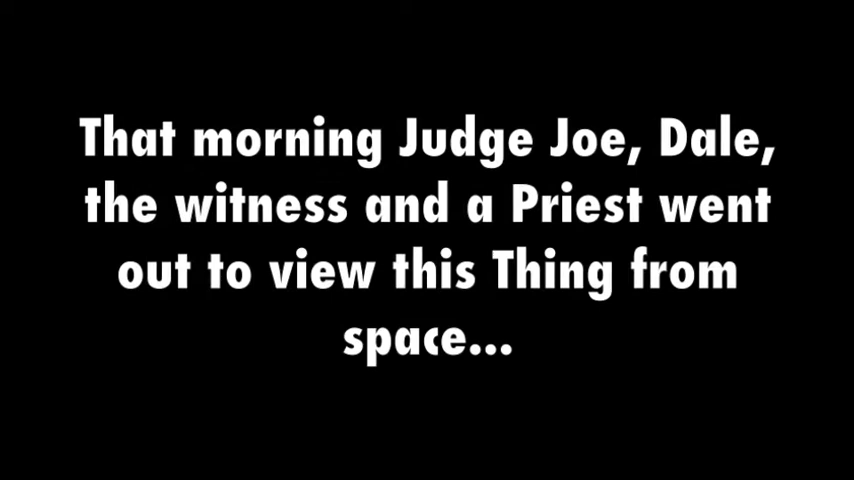 That morning Judge Joe, Dale,
the witness and a Priest went
out to view this Thing from
space...